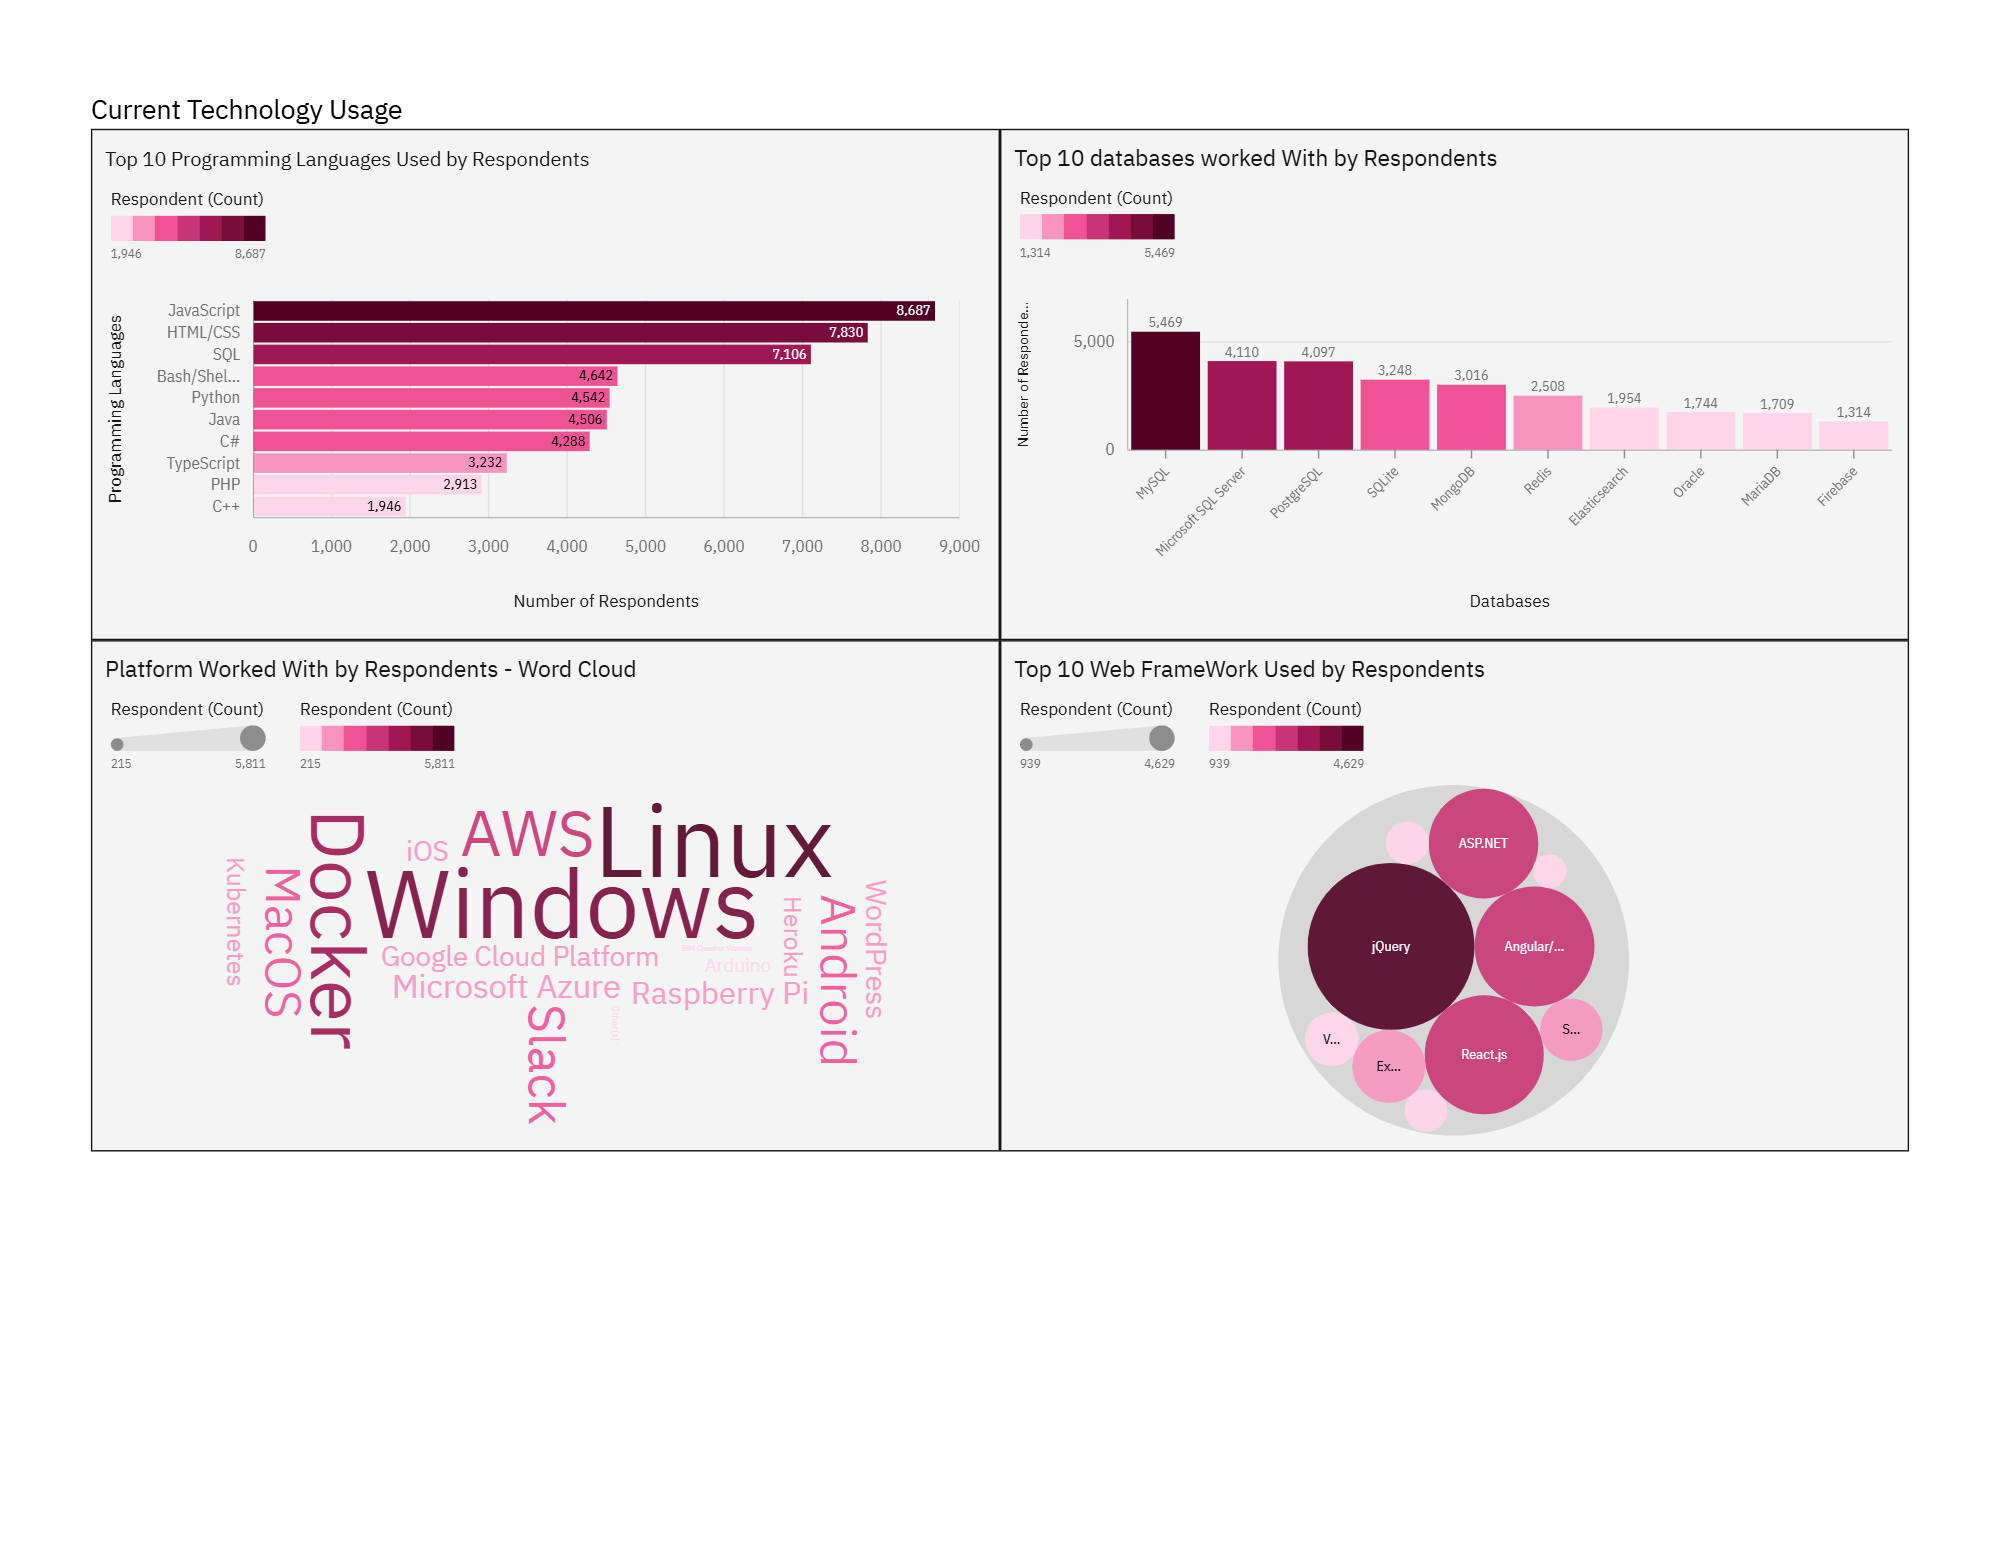 Current Technology Usage
Top 10 Programming Languages Used by Respondents
Respondent (Count)
1,946 8,687
Programming Languages
JavaScript 8,687
HTML/CSS 7,830
SQL 7,106
Bash/Shel... 4,642
Python 4,542
Java 4,506
C# 4,288
TypeScript 3,232
PHP 2,913
C++ 1,946
0 1,000 2,000 3,000 4,000 5,000 6,000 7,000 8,000 9,000
Number of Respondents
Top 10 databases worked With by Respondents
Respondent (Count)
1,314 5,469
Number of Responde...
5,000
0
5,469 4,110 4,097 3,248 3,016 2,508 1,954 1,744 1,709 1,314
MySQL Microsoft SQL Server PostgreSQL SQLite MongoDB Redis Elasticsearch Oracle MariaDB Firebase
Databases
Platform Worked With by Respondents - Word Cloud
Respondent (Count) Respondent (Count)
215 5,811 215 5,811
Kubernetes
MacOS
Docker
iOS
AWS
Linux
Windows
Google Cloud Platform
Microsoft Azure
Slack
Arduino
Raspberry Pi
Heroku
Android
WordPress
Top 10 Web FrameWork Used by Respondents
Respondent (Count) Respondent (Count)
939 4,629 939 4,629
ASP.NET
jQuery
Angular/...
V...
Ex...
React.js
S...